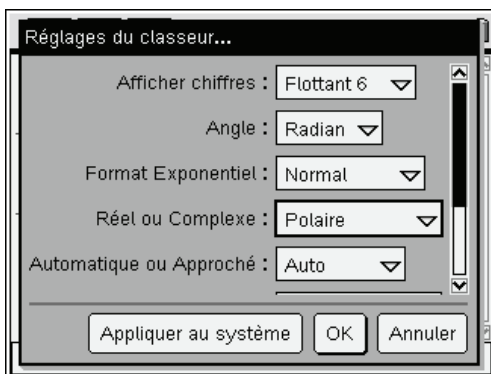 Réglages du classeur...
Afficher chiffres : Flottant 6
Angle : Radian
Format Exponentiel : Normal
Réel ou Complexe : Polaire
Automatique ou Approché : Auto
Appliquer au système OK Annuler